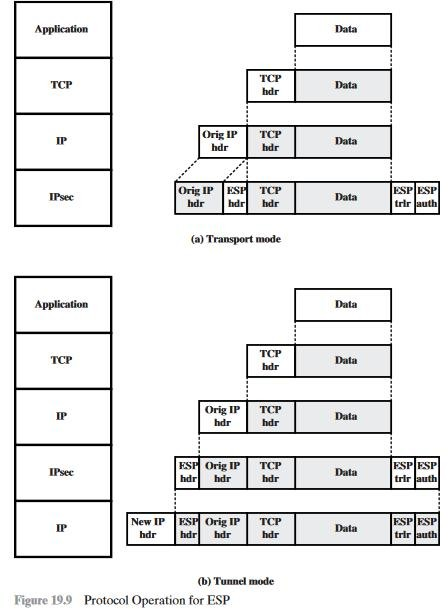 Application
Data
TCP
TCP
hdr
Data
IP
Orig IP
hdr
TCP
hdr
Data
IPsec
Orig IP
hdr
ESP
hdr
TCP
hdr
Data
ESP
trlr
ESP
auth
(a) Transport mode
Application
Data
TCP
TCP
hdr
Data
IP
Orig IP
hdr
TCP
hdr
Data
IPsec
ESP
hdr
Orig IP
hdr
TCP
hdr
Data
ESP
trlr
ESP
auth
IP
New IP
hdr
ESP
hdr
Orig IP
hdr
TCP
hdr
Data
ESP
trlr
ESP
auth
(b) Tunnel mode
Figure 19.9 Protocol Operation for ESP